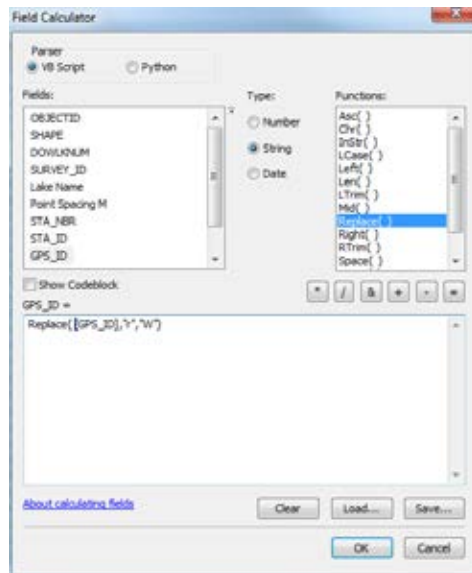 Field Calculator
Parser
VB Script
Python
Fields:
Type:
Functions:
OBJECTID
SHAPE
DOWLKNUM
SURVEY_ID
Lake Name
Point Spacing M
STA_NBR
STA_ID
GPS_ID
Number
String
Date
Asc( )
Chr( )
InStr( )
LCase( )
Left( )
Len( )
LTrim( )
Mid( )
Replace( )
Right( )
RTrim( )
Space( )
Show Codeblock
* / & + - =
GPS_ID =
Replace( [GPS_ID],"r","W")
About calculating fields
Clear
Load...
Save...
OK
Cancel